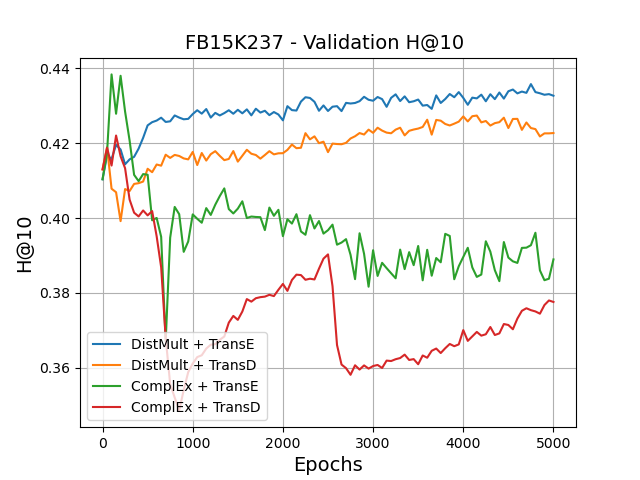 FB15K237 - Validation H@10
H@10
0.44
0.42
0.40
0.38
0.36
DistMult + TransE
DistMult + TransD
ComplEx + TransE
ComplEx + TransD
0
1000
2000
3000
4000
5000
Epochs